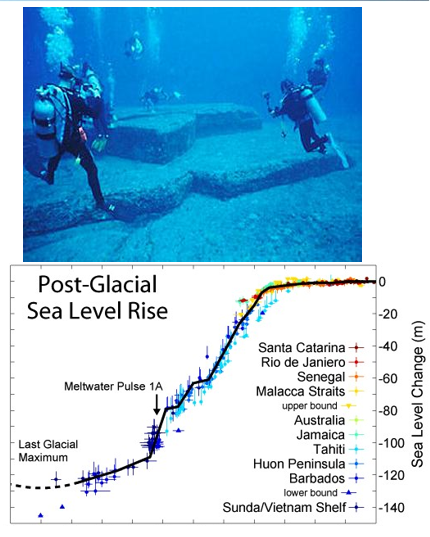 Post-Glacial
Sea Level Rise
Meltwater Pulse 1A
Last Glacial
Maximum
Santa Catarina
Rio de Janiero
Senegal
Malacca Straits
upper bound
Australia
Jamaica
Tahiti
Huon Peninsula
Barbados
lower bound
Sunda/Vietnam Shelf
0
-20
-40
-60
-80
-100
-120
-140
Sea Level Change (m)